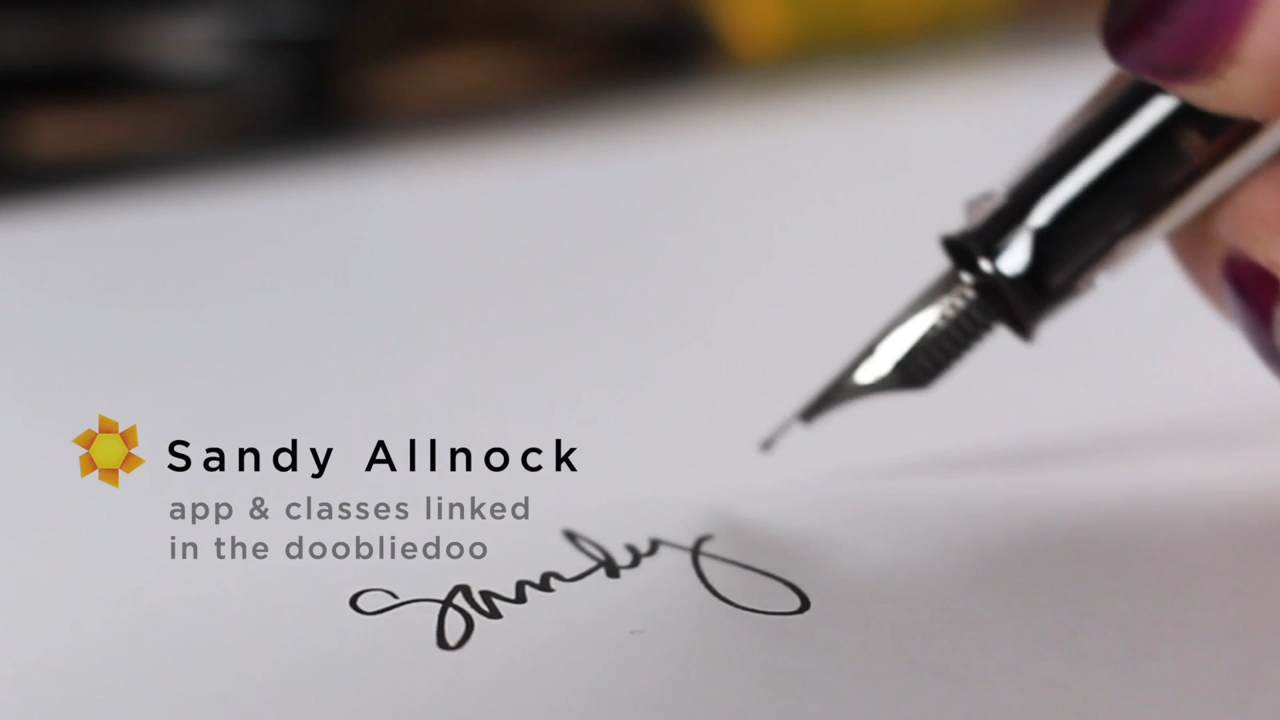 Sandy Allnock
app & classes linked
in the doobliedoo
Sandy